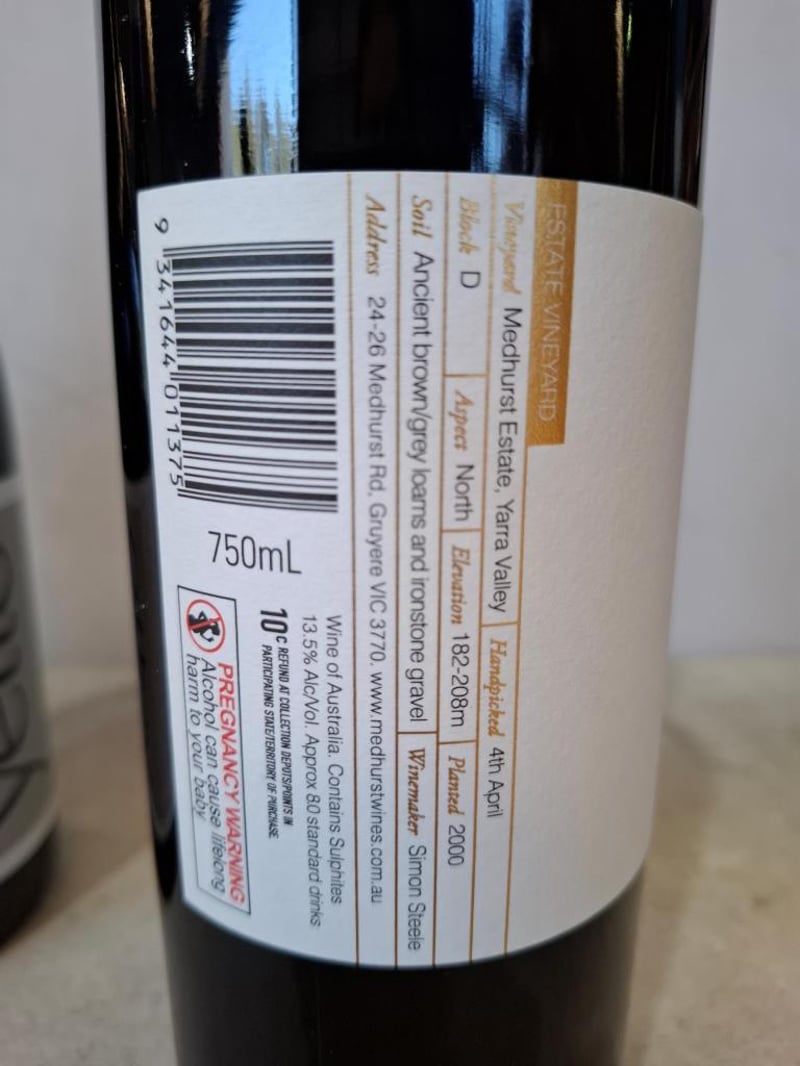 ESTATE VINEYARD
Vineyard Medhurst Estate, Yarra Valley Handpicked 4th April
Block D Aspect North Elevation 182-208m Planted 2000
Soil Ancient brown/grey loams and ironstone gravel Winemaker Simon Steele
Address 24-26 Medhurst Rd, Gruyere VIC 3770. www.medhurstwines.com.au
Wine of Australia. Contains Sulphites
13.5% Alc/Vol. Approx 8.0 standard drinks
10c REFUND AT COLLECTION DEPOTS/POINTS IN
PARTICIPATING STATE/TERRITORY OF PURCHASE.
750mL
PREGNANCY WARNING
Alcohol can cause lifelong
harm to your baby
9 341644 011375